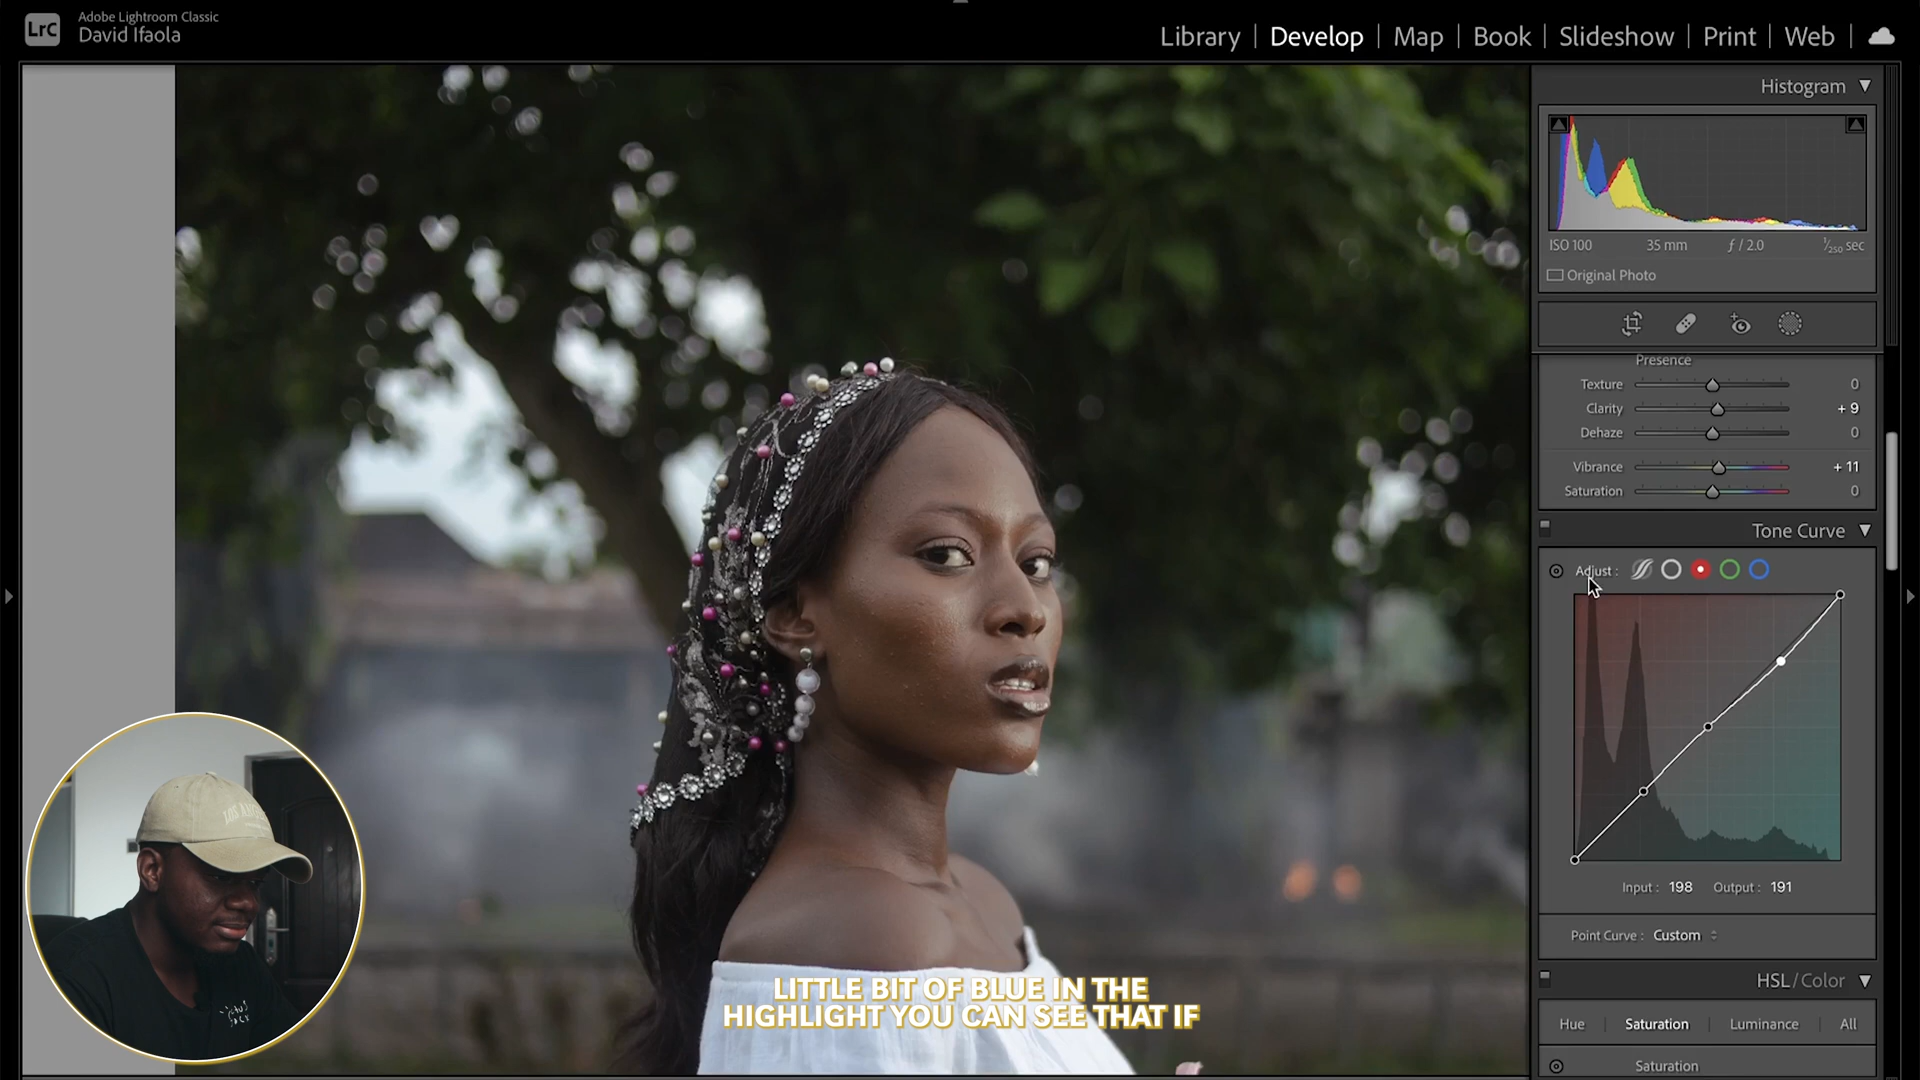 LrC
Adobe Lightroom Classic
David Ifaola
Library | Develop | Map | Book | Slideshow | Print | Web
Histogram
ISO 100 35 mm ƒ / 2.0 1/250 sec
Original Photo
Presence
Texture 0
Clarity + 9
Dehaze 0
Vibrance + 11
Saturation 0
Tone Curve
Adjust :
Input : 198 Output : 191
Point Curve : Custom
HSL / Color
Hue Saturation Luminance All
Saturation
LITTLE BIT OF BLUE IN THE
HIGHLIGHT YOU CAN SEE THAT IF